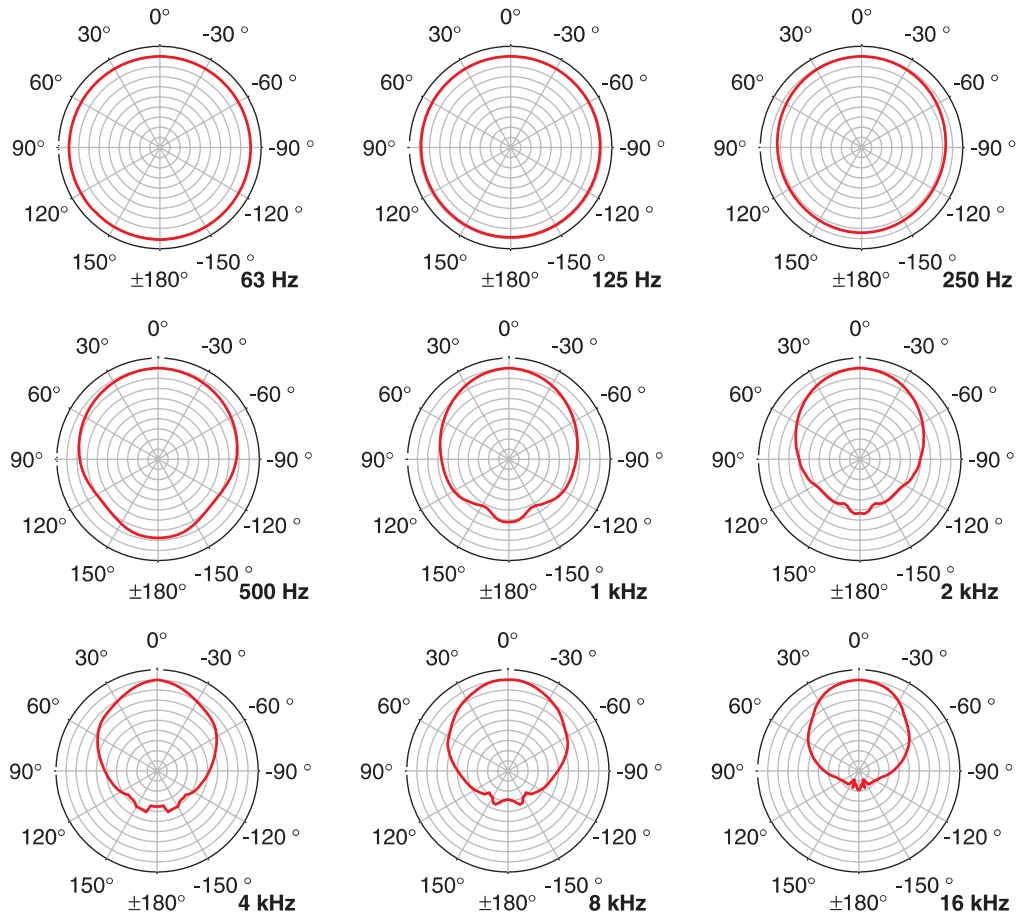 0° 0° 0°
30° -30 ° 30° -30 ° 30° -30 °
60° -60 ° 60° -60 ° 60° -60 °
90° -90 ° 90° -90 ° 90° -90 °
120° -120 ° 120° -120 ° 120° -120 °
150° -150 ° 150° -150 ° 150° -150 °
±180° 63 Hz ±180° 125 Hz ±180° 250 Hz
0° 0° 0°
30° -30 ° 30° -30 ° 30° -30 °
60° -60 ° 60° -60 ° 60° -60 °
90° -90 ° 90° -90 ° 90° -90 °
120° -120 ° 120° -120 ° 120° -120 °
150° -150 ° 150° -150 ° 150° -150 °
±180° 500 Hz ±180° 1 kHz ±180° 2 kHz
0° 0° 0°
30° -30 ° 30° -30 ° 30° -30 °
60° -60 ° 60° -60 ° 60° -60 °
90° -90 ° 90° -90 ° 90° -90 °
120° -120 ° 120° -120 ° 120° -120 °
150° -150 ° 150° -150 ° 150° -150 °
±180° 4 kHz ±180° 8 kHz ±180° 16 kHz